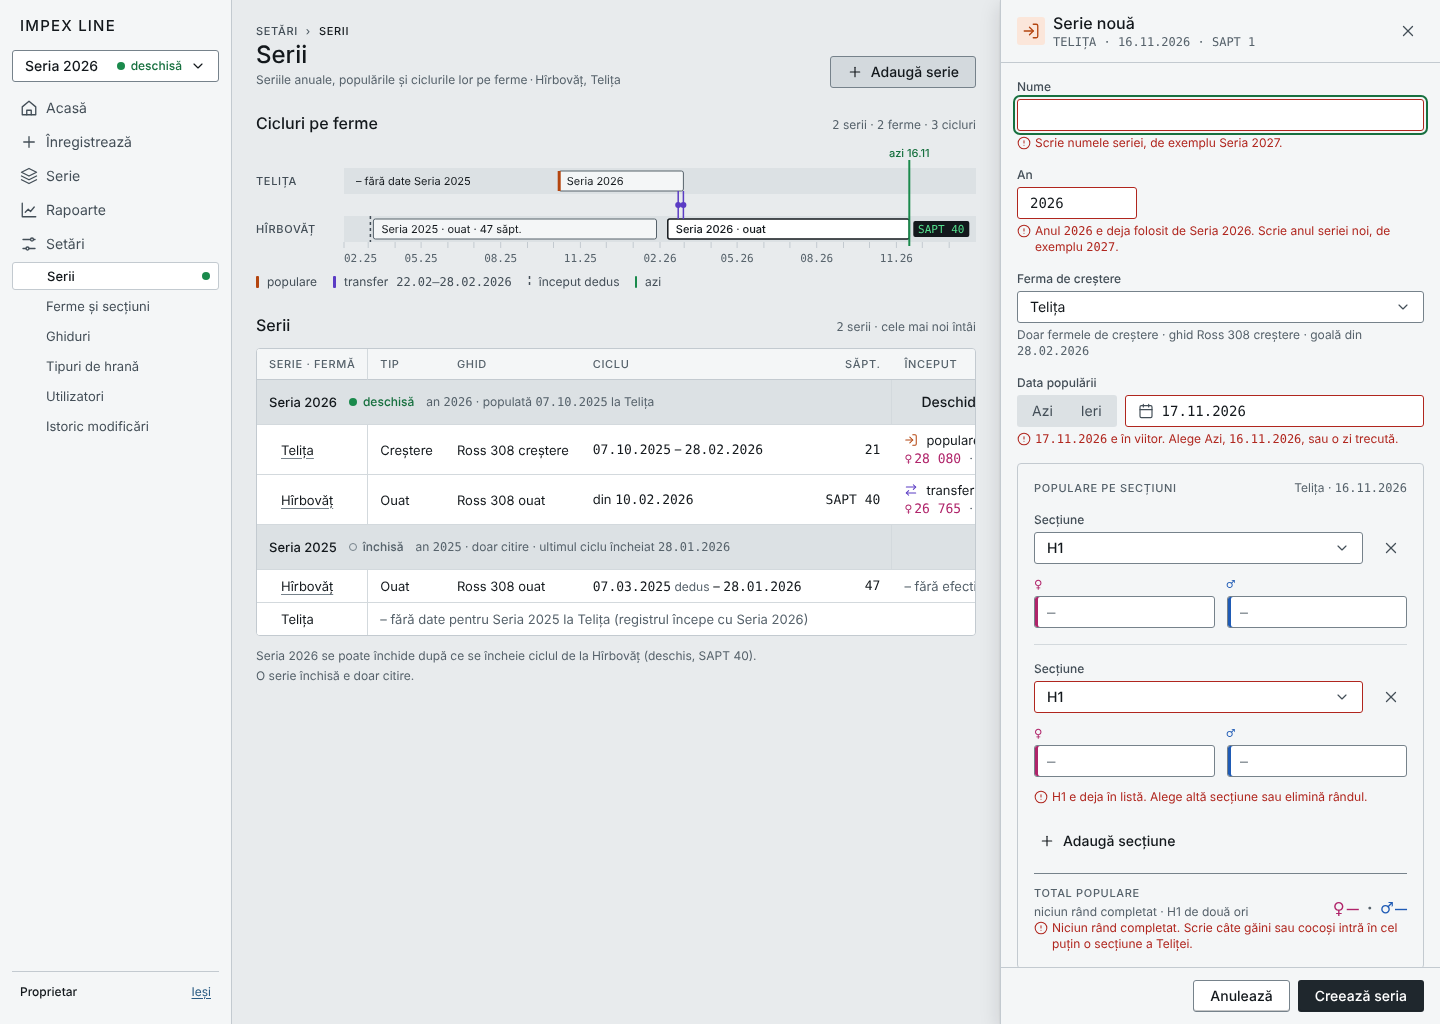 IMPEX LINE
Seria 2026 deschisă
Acasă
Înregistrează
Serie
Rapoarte
Setări
Serii
Ferme și secțiuni
Ghiduri
Tipuri de hrană
Utilizatori
Istoric modificări
Proprietar Ieși
SETĂRI › SERII
Serii
Seriile anuale, populările și ciclurile lor pe ferme · Hîrbovăț, Telița
Adaugă serie
Cicluri pe ferme
2 serii · 2 ferme · 3 cicluri
azi 16.11
TELIȚA – fără date Seria 2025 Seria 2026
HÎRBOVĂȚ Seria 2025 · ouat · 47 săpt. Seria 2026 · ouat SAPT 40
02.25 05.25 08.25 11.25 02.26 05.26 08.26 11.26
populare transfer 22.02–28.02.2026 început dedus azi
Serii
2 serii · cele mai noi întâi
SERIE · FERMĂ TIP GHID CICLU SĂPT. ÎNCEPUT
Seria 2026 deschisă an 2026 · populată 07.10.2025 la Telița Deschid
Telița Creștere Ross 308 creștere 07.10.2025 – 28.02.2026 21 populare
♀28 080 ·
Hîrbovăț Ouat Ross 308 ouat din 10.02.2026 SAPT 40 transfer
♀26 765 ·
Seria 2025 închisă an 2025 · doar citire · ultimul ciclu încheiat 28.01.2026
Hîrbovăț Ouat Ross 308 ouat 07.03.2025 dedus – 28.01.2026 47 – fără efecti
Telița – fără date pentru Seria 2025 la Telița (registrul începe cu Seria 2026)
Seria 2026 se poate închide după ce se încheie ciclul de la Hîrbovăț (deschis, SAPT 40).
O serie închisă e doar citire.
Serie nouă
TELIȚA · 16.11.2026 · SAPT 1
Nume
Scrie numele seriei, de exemplu Seria 2027.
An
2026
Anul 2026 e deja folosit de Seria 2026. Scrie anul seriei noi, de
exemplu 2027.
Ferma de creștere
Telița
Doar fermele de creștere · ghid Ross 308 creștere · goală din
28.02.2026
Data populării
Azi Ieri 17.11.2026
17.11.2026 e în viitor. Alege Azi, 16.11.2026, sau o zi trecută.
POPULARE PE SECȚIUNI Telița · 16.11.2026
Secțiune
H1
♀ ♂
– –
Secțiune
H1
♀ ♂
– –
H1 e deja în listă. Alege altă secțiune sau elimină rândul.
Adaugă secțiune
TOTAL POPULARE
niciun rând completat · H1 de două ori ♀– · ♂–
Niciun rând completat. Scrie câte găini sau cocoși intră în cel
puțin o secțiune a Teliței.
Anulează Creează seria